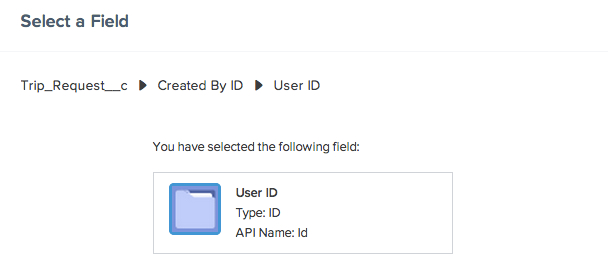 Select a Field
Trip_Request__c ▶ Created By ID ▶ User ID
You have selected the following field:
User ID
Type: ID
API Name: Id